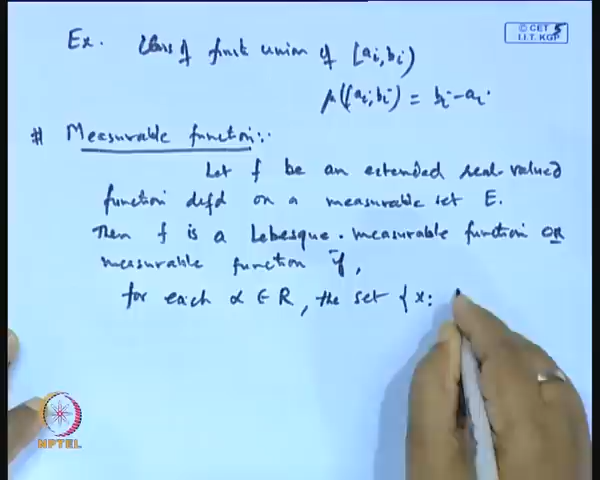 © CET
I.I.T. KGP
5
Ex. Class of finite union of [ai, bi)
μ([ai, bi) = bi - ai
# Measurable function:
Let f be an extended real-valued
function defd on a measurable set E.
Then f is a Lebesgue-measurable function OR
measurable function if,
for each α ∈ R, the set { x:
NPTEL